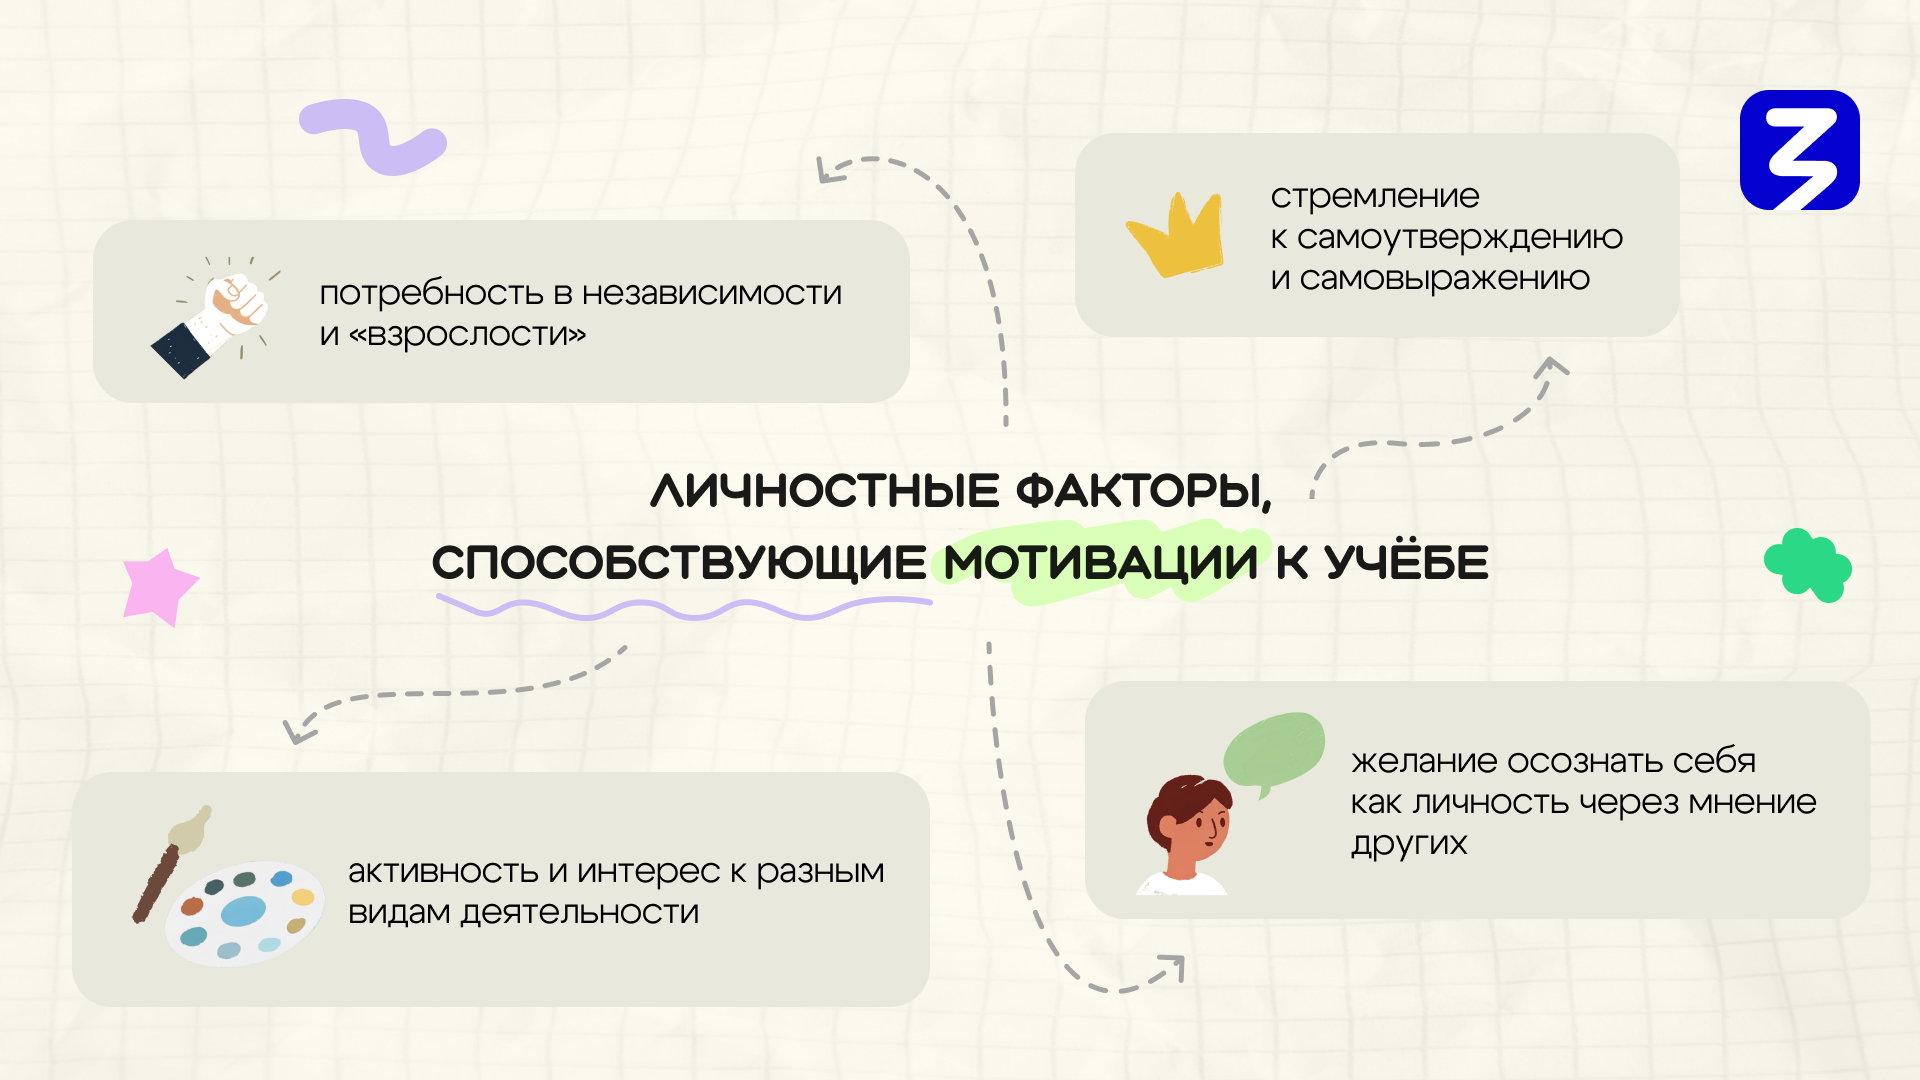 стремление
к самоутверждению
и самовыражению
потребность в независимости
и «взрослости»
ЛИЧНОСТНЫЕ ФАКТОРЫ,
СПОСОБСТВУЮЩИЕ МОТИВАЦИИ К УЧЁБЕ
желание осознать себя
как личность через мнение
других
активность и интерес к разным
видам деятельности